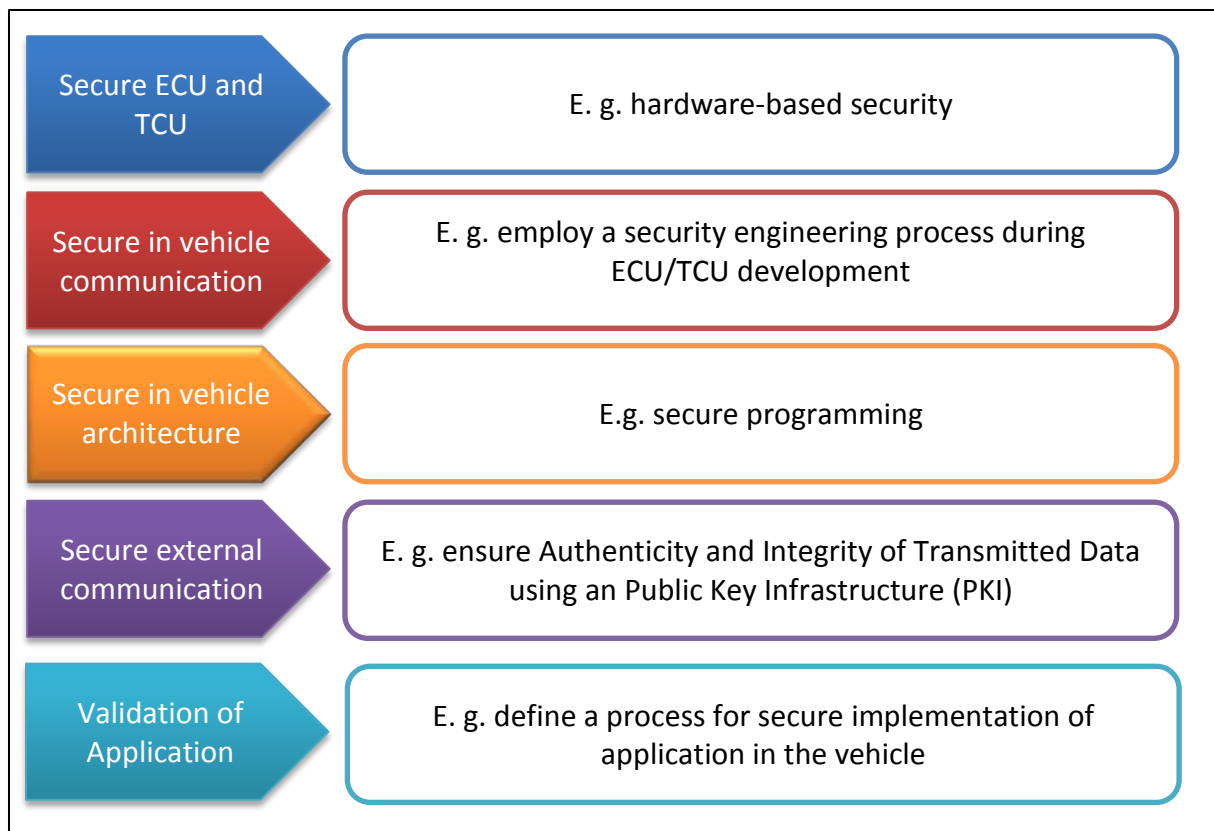 Secure ECU and
TCU
E. g. hardware-based security
Secure in vehicle
communication
E. g. employ a security engineering process during
ECU/TCU development
Secure in vehicle
architecture
E.g. secure programming
Secure external
communication
E. g. ensure Authenticity and Integrity of Transmitted Data
using an Public Key Infrastructure (PKI)
Validation of
Application
E. g. define a process for secure implementation of
application in the vehicle